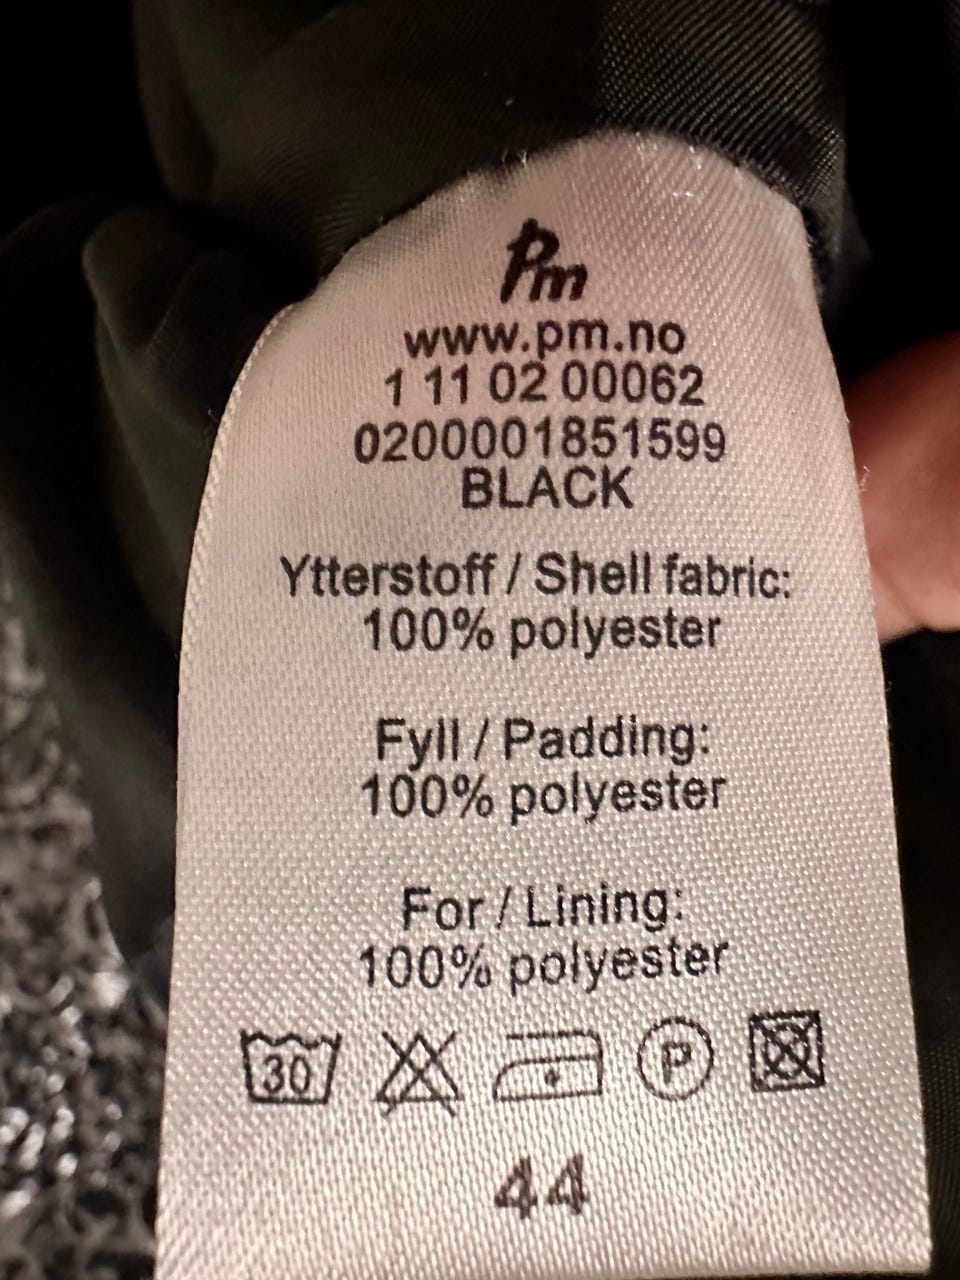 Pm
www.pm.no
1 11 02 00062
0200001851599
BLACK
Ytterstoff / Shell fabric:
100% polyester
Fyll / Padding:
100% polyester
For / Lining:
100% polyester
30 P
44